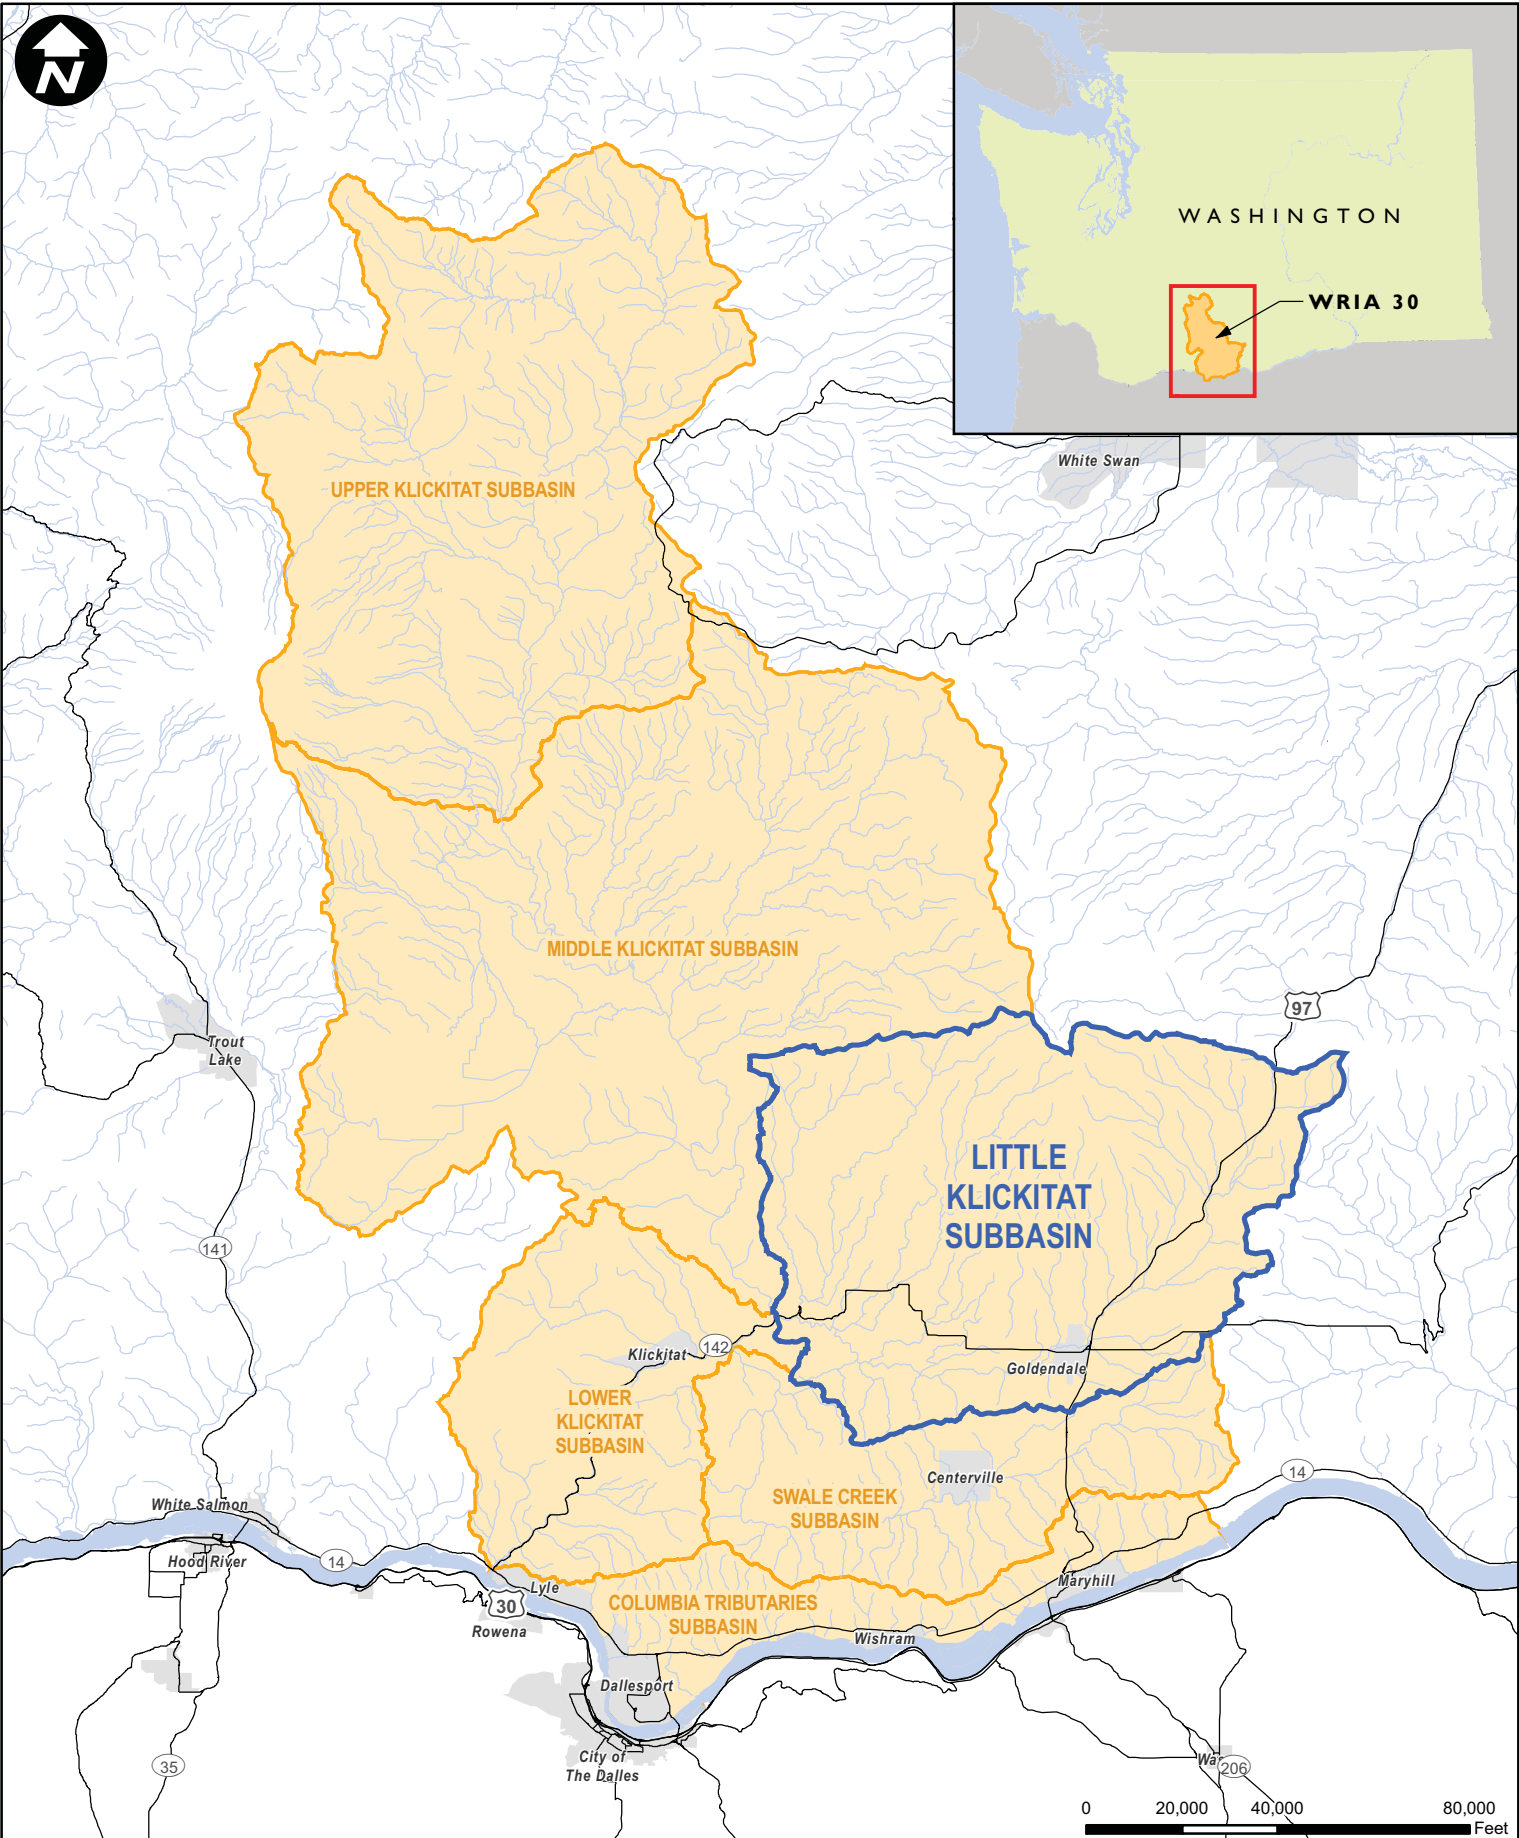 N
WASHINGTON
WRIA 30
White Swan
UPPER KLICKITAT SUBBASIN
MIDDLE KLICKITAT SUBBASIN
97
Trout
Lake
LITTLE
KLICKITAT
SUBBASIN
141
142
Klickitat
Goldendale
LOWER
KLICKITAT
SUBBASIN
Centerville
14
SWALE CREEK
SUBBASIN
White Salmon
Hood River
14
Lyle
30
Rowena
Maryhill
COLUMBIA TRIBUTARIES
SUBBASIN
Wishram
Dallesport
City of
The Dalles
35
206
0 20,000 40,000 80,000
Feet